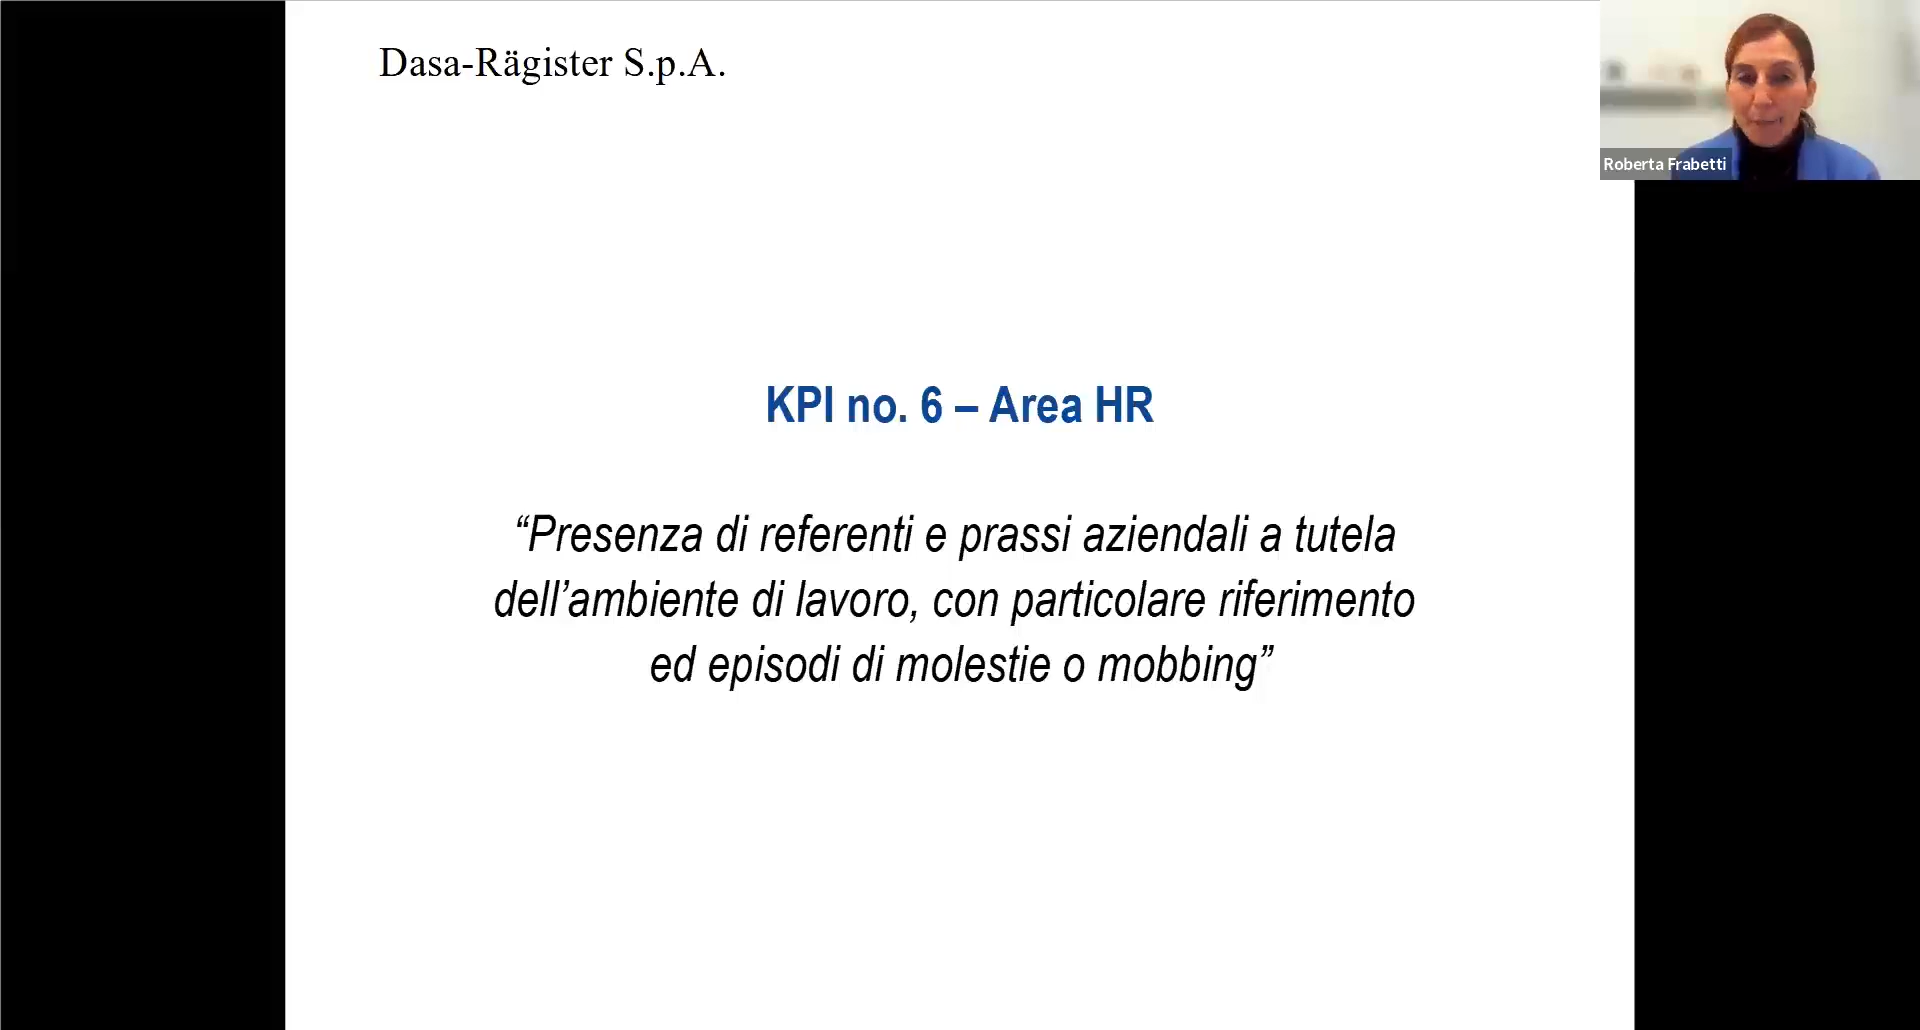 Dasa-Rägister S.p.A.
Roberta Frabetti
KPI no. 6 – Area HR
“Presenza di referenti e prassi aziendali a tutela
dell’ambiente di lavoro, con particolare riferimento
ed episodi di molestie o mobbing”